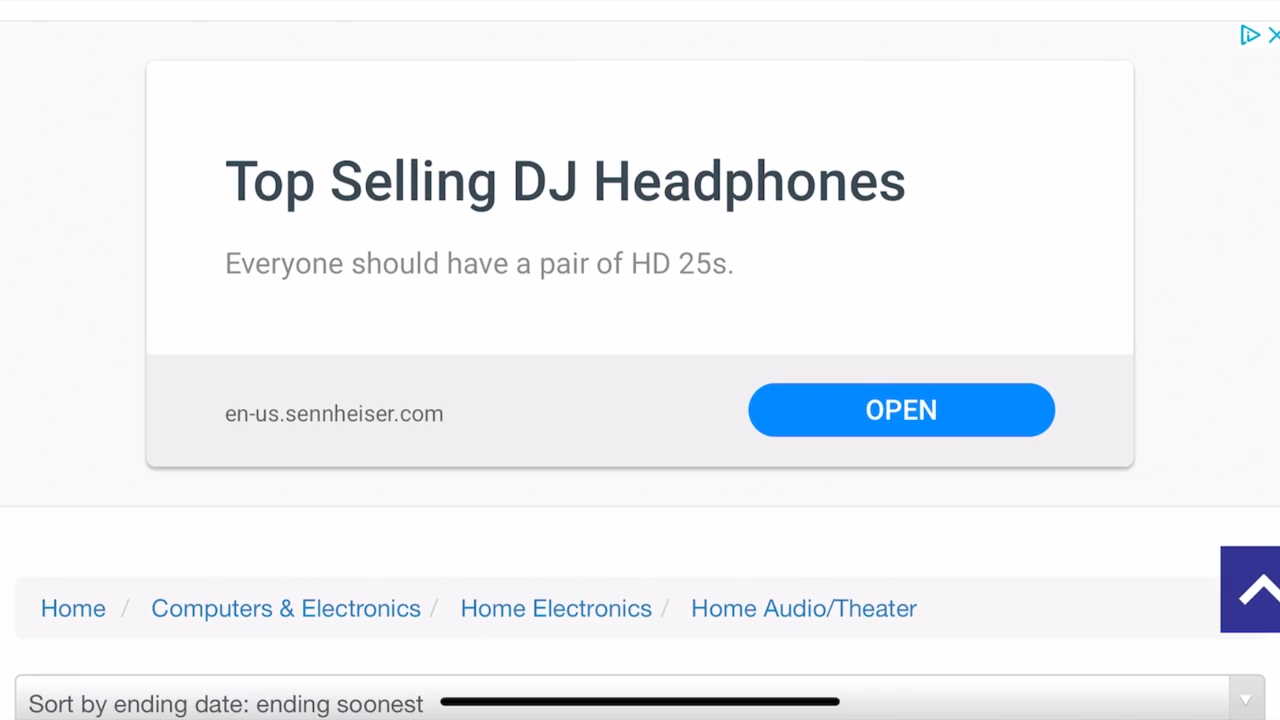 Top Selling DJ Headphones
Everyone should have a pair of HD 25s.
en-us.sennheiser.com
OPEN
Home / Computers & Electronics / Home Electronics / Home Audio/Theater
Sort by ending date: ending soonest